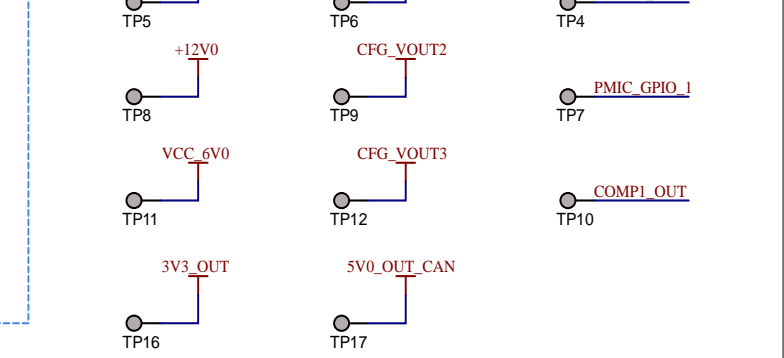 TP5
TP6
TP4
+12V0
CFG_VOUT2
PMIC_GPIO_1
TP8
TP9
TP7
VCC_6V0
CFG_VOUT3
COMP1_OUT
TP11
TP12
TP10
3V3_OUT
5V0_OUT_CAN
TP16
TP17